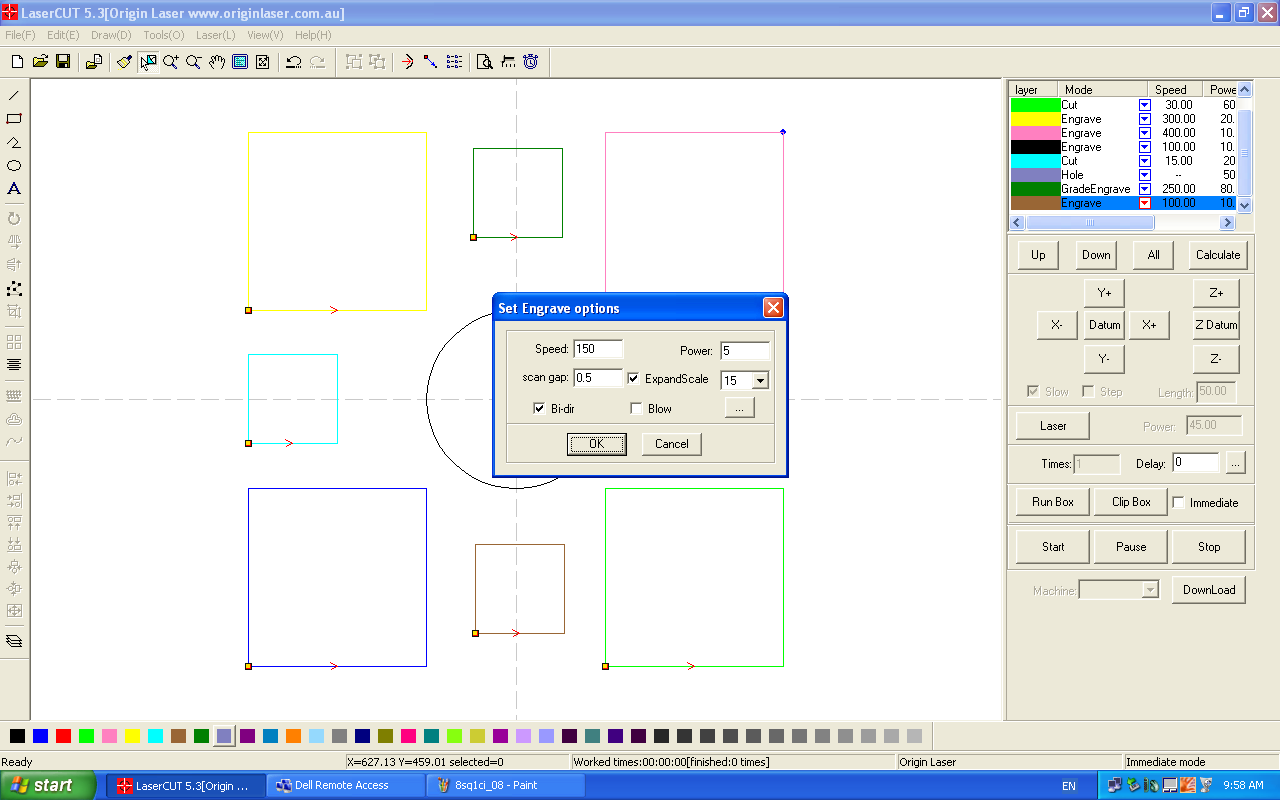 LaserCUT 5.3[Origin Laser www.originlaser.com.au]
File(F) Edit(E) Draw(D) Tools(O) Laser(L) View(V) Help(H)
layer Mode Speed Powe
Cut 30.00 60
Engrave 300.00 20.
Engrave 400.00 10.
Engrave 100.00 10.
Cut 15.00 20
Hole -- 50
GradeEngrave 250.00 80.
Engrave 100.00 10
Up Down All Calculate
Y+ Z+
X- Datum X+ Z Datum
Y- Z-
Slow Step Length: 50.00
Laser Power: 45.00
Times: 1 Delay: 0 ...
Run Box Clip Box Immediate
Start Pause Stop
Machine: DownLoad
Set Engrave options
Speed: 150 Power: 5
scan gap: 0.5 ExpandScale 15
Bi-dir Blow ...
OK Cancel
A
Ready X=627.13 Y=459.01 selected=0 Worked times:00:00:00[finished:0 times] Origin Laser Immediate mode
start LaserCUT 5.3[Origin ... Dell Remote Access 8sq1ci_08 - Paint EN 9:58 AM